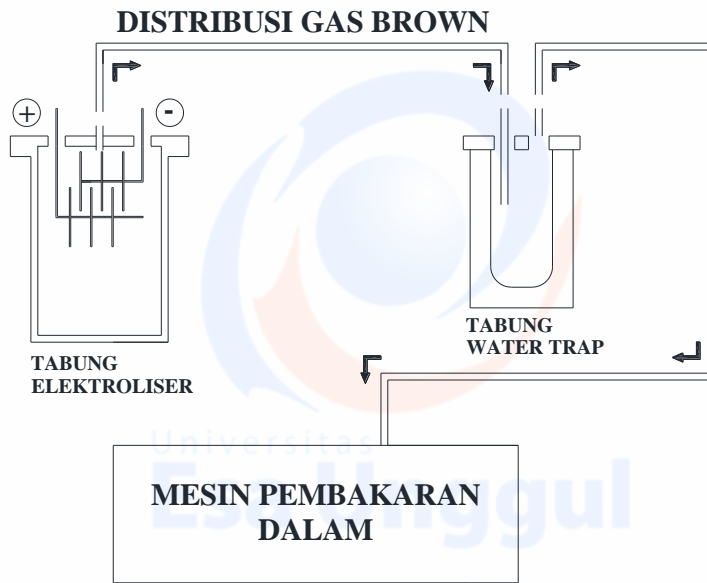 DISTRIBUSI GAS BROWN
+
-
TABUNG
ELEKTROLISER
TABUNG
WATER TRAP
Universitas
Esa Unggul
MESIN PEMBAKARAN
DALAM